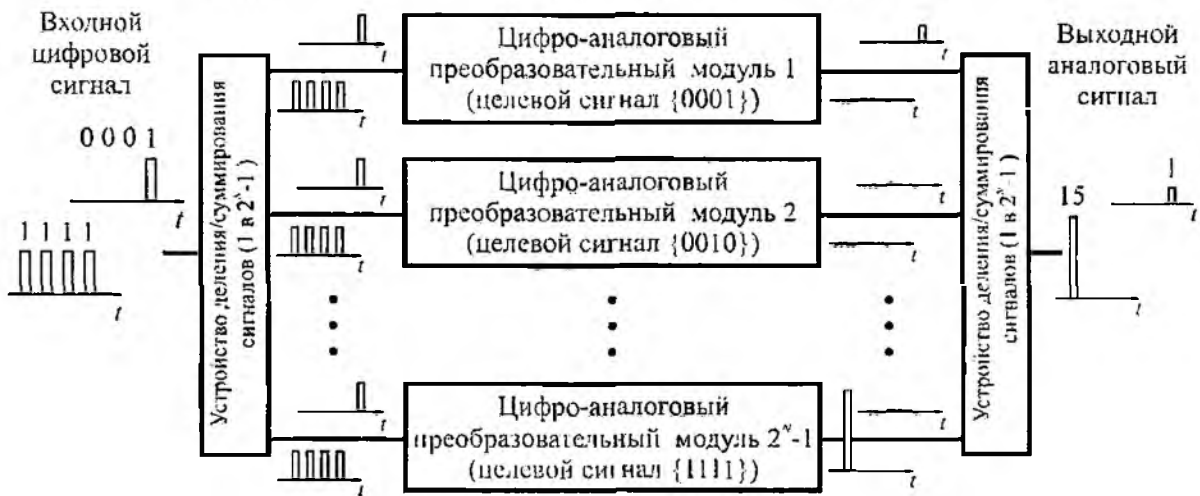 Входной
цифровой
сигнал
0 0 0 1
t
1 1 1 1
t
Устройство деления/суммирования
сигналов (1 в 2^N-1)
t
t
Цифро-аналоговый
преобразовательный модуль 1
(целевой сигнал {0001})
t
t
t
t
Цифро-аналоговый
преобразовательный модуль 2
(целевой сигнал {0010})
t
t
t
t
Цифро-аналоговый
преобразовательный модуль 2^N-1
(целевой сигнал {1111})
t
t
Устройство деления/суммирования
сигналов (1 в 2^N-1)
Выходной
аналоговый
сигнал
1
t
15
t